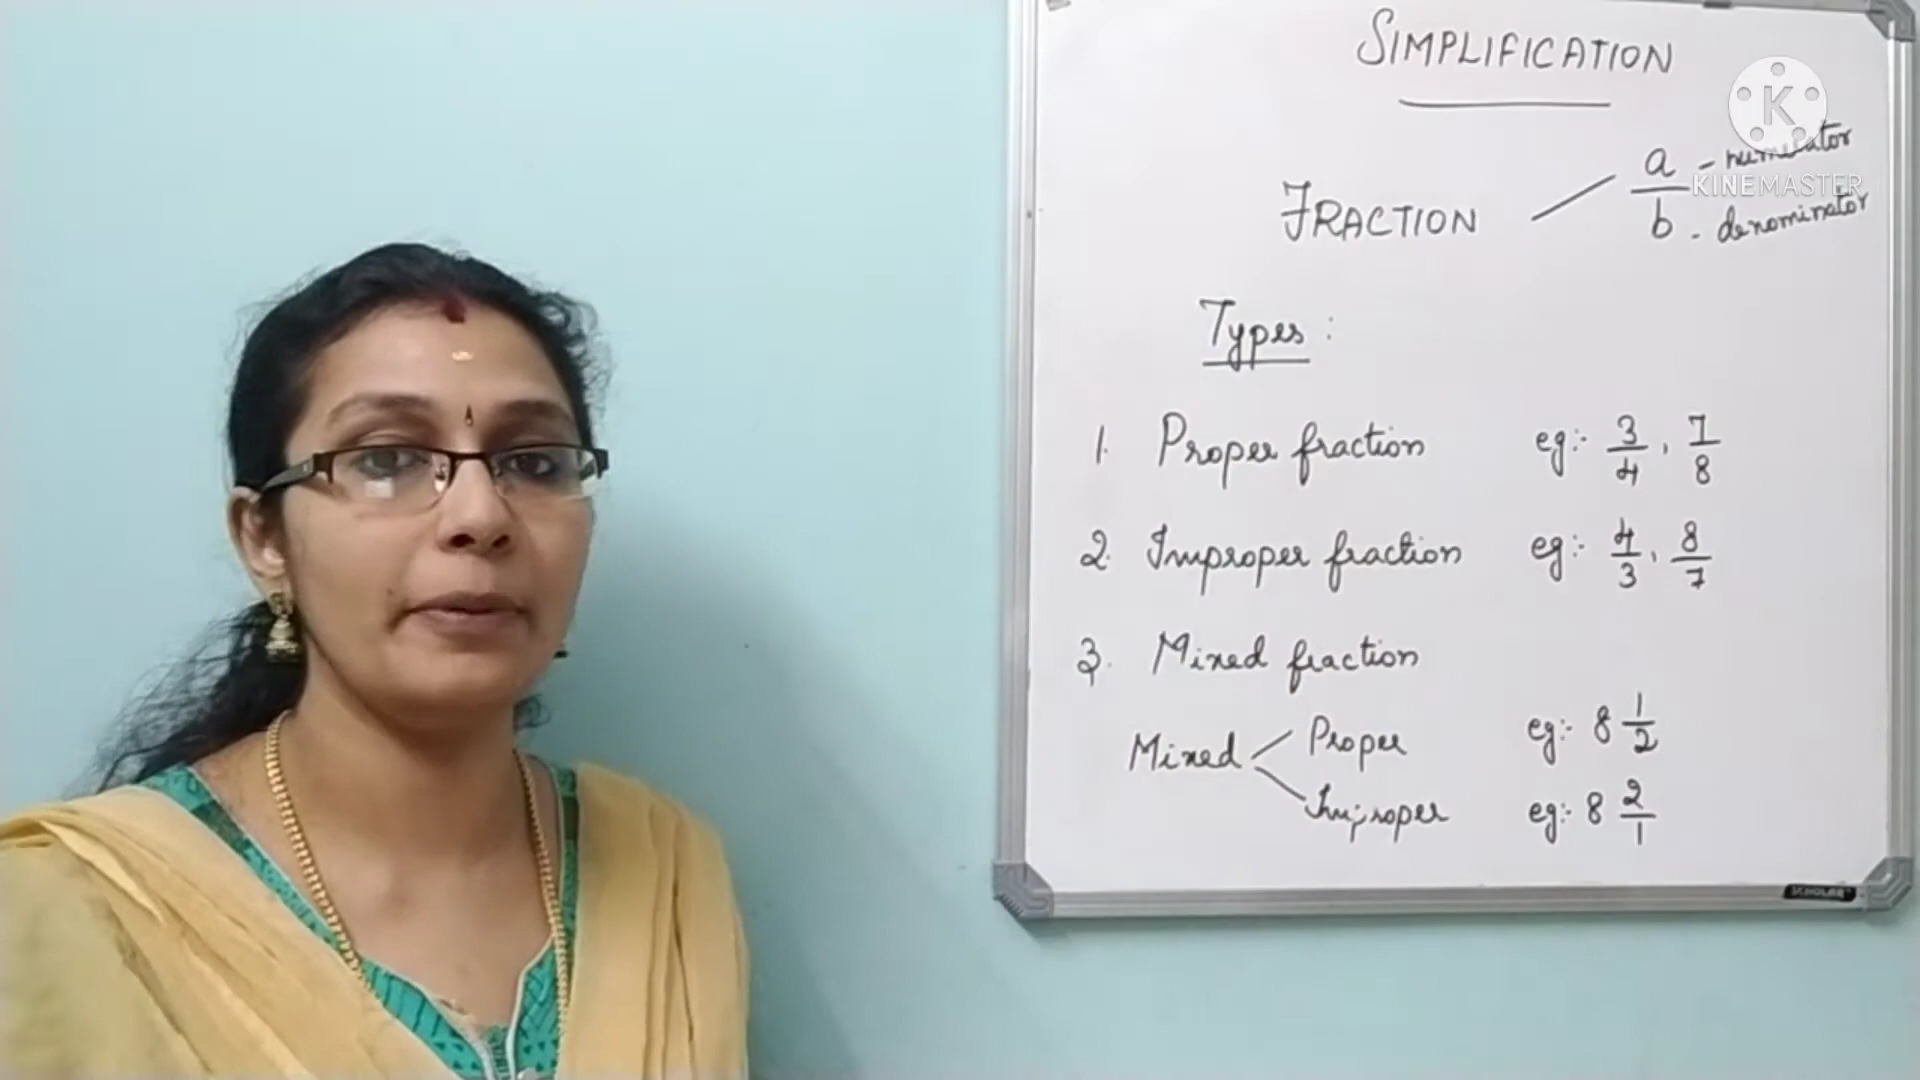 SIMPLIFICATION
FRACTION a/b - numerator
- denominator
KINEMASTER
Types :
1. Proper fraction eg:- 3/4, 7/8
2. Improper fraction eg:- 4/3, 8/7
3. Mixed fraction
Mixed Proper eg:- 8 1/2
Improper eg:- 8 2/1
SCHOLAR